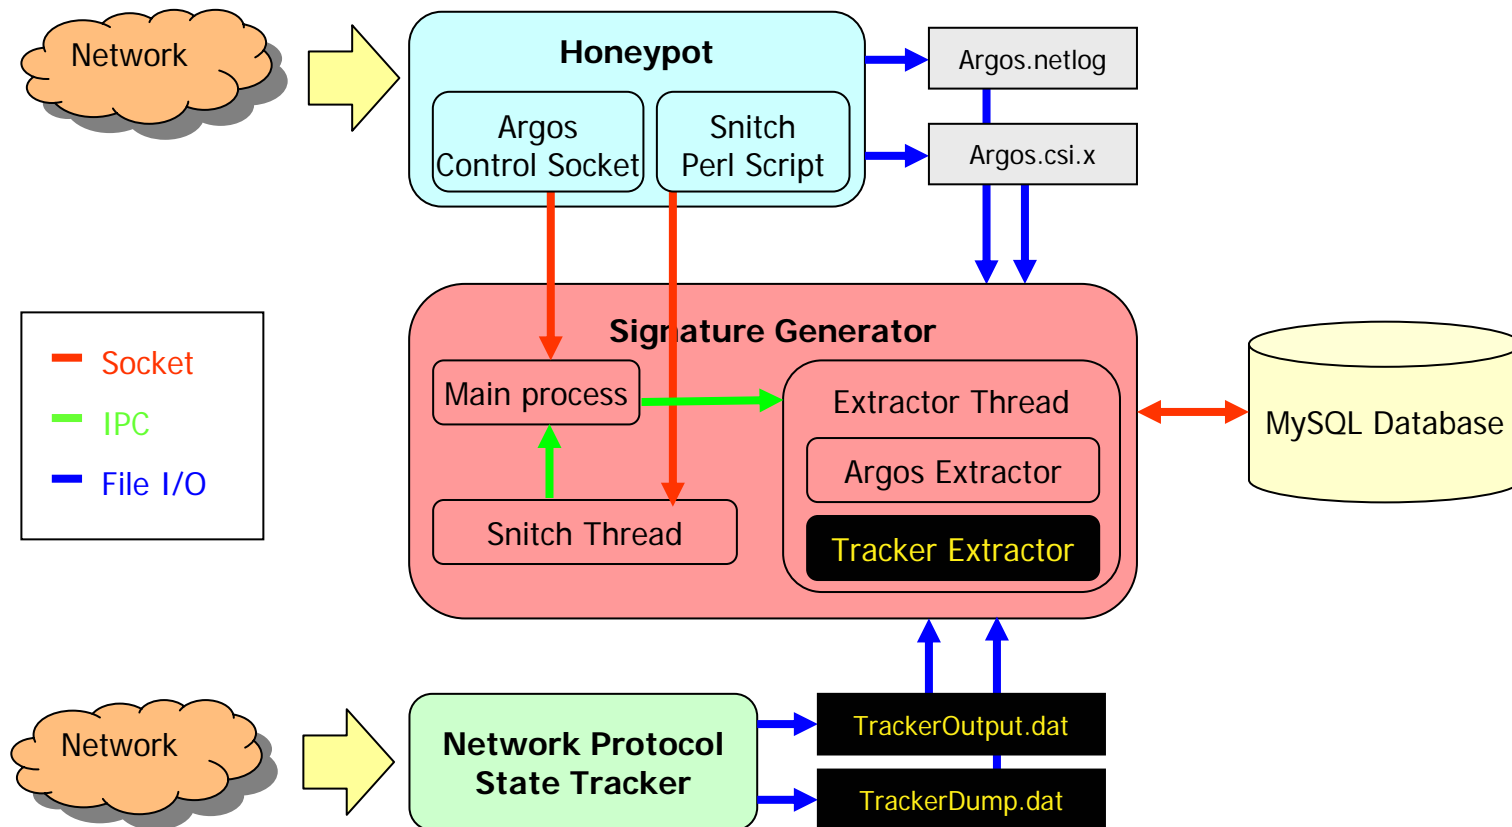 Network
Honeypot
Argos
Control Socket
Snitch
Perl Script
Argos.netlog
Argos.csi.x
Socket
IPC
File I/O
Signature Generator
Main process
Snitch Thread
Extractor Thread
Argos Extractor
Tracker Extractor
MySQL Database
Network
Network Protocol
State Tracker
TrackerOutput.dat
TrackerDump.dat